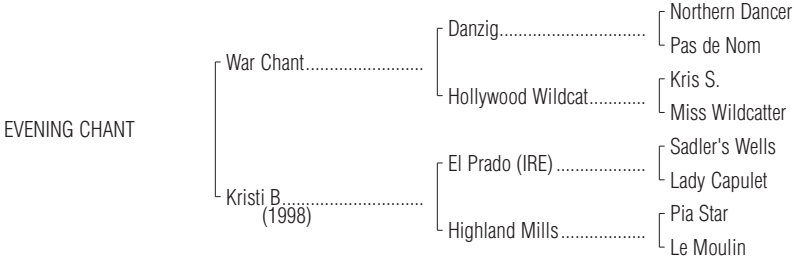 Northern Dancer
Danzig..............................
Pas de Nom
War Chant........................
Kris S.
Hollywood Wildcat............
Miss Wildcatter
EVENING CHANT
Sadler's Wells
El Prado (IRE)...................
Lady Capulet
Kristi B.............................
(1998)
Pia Star
Highland Mills..................
Le Moulin